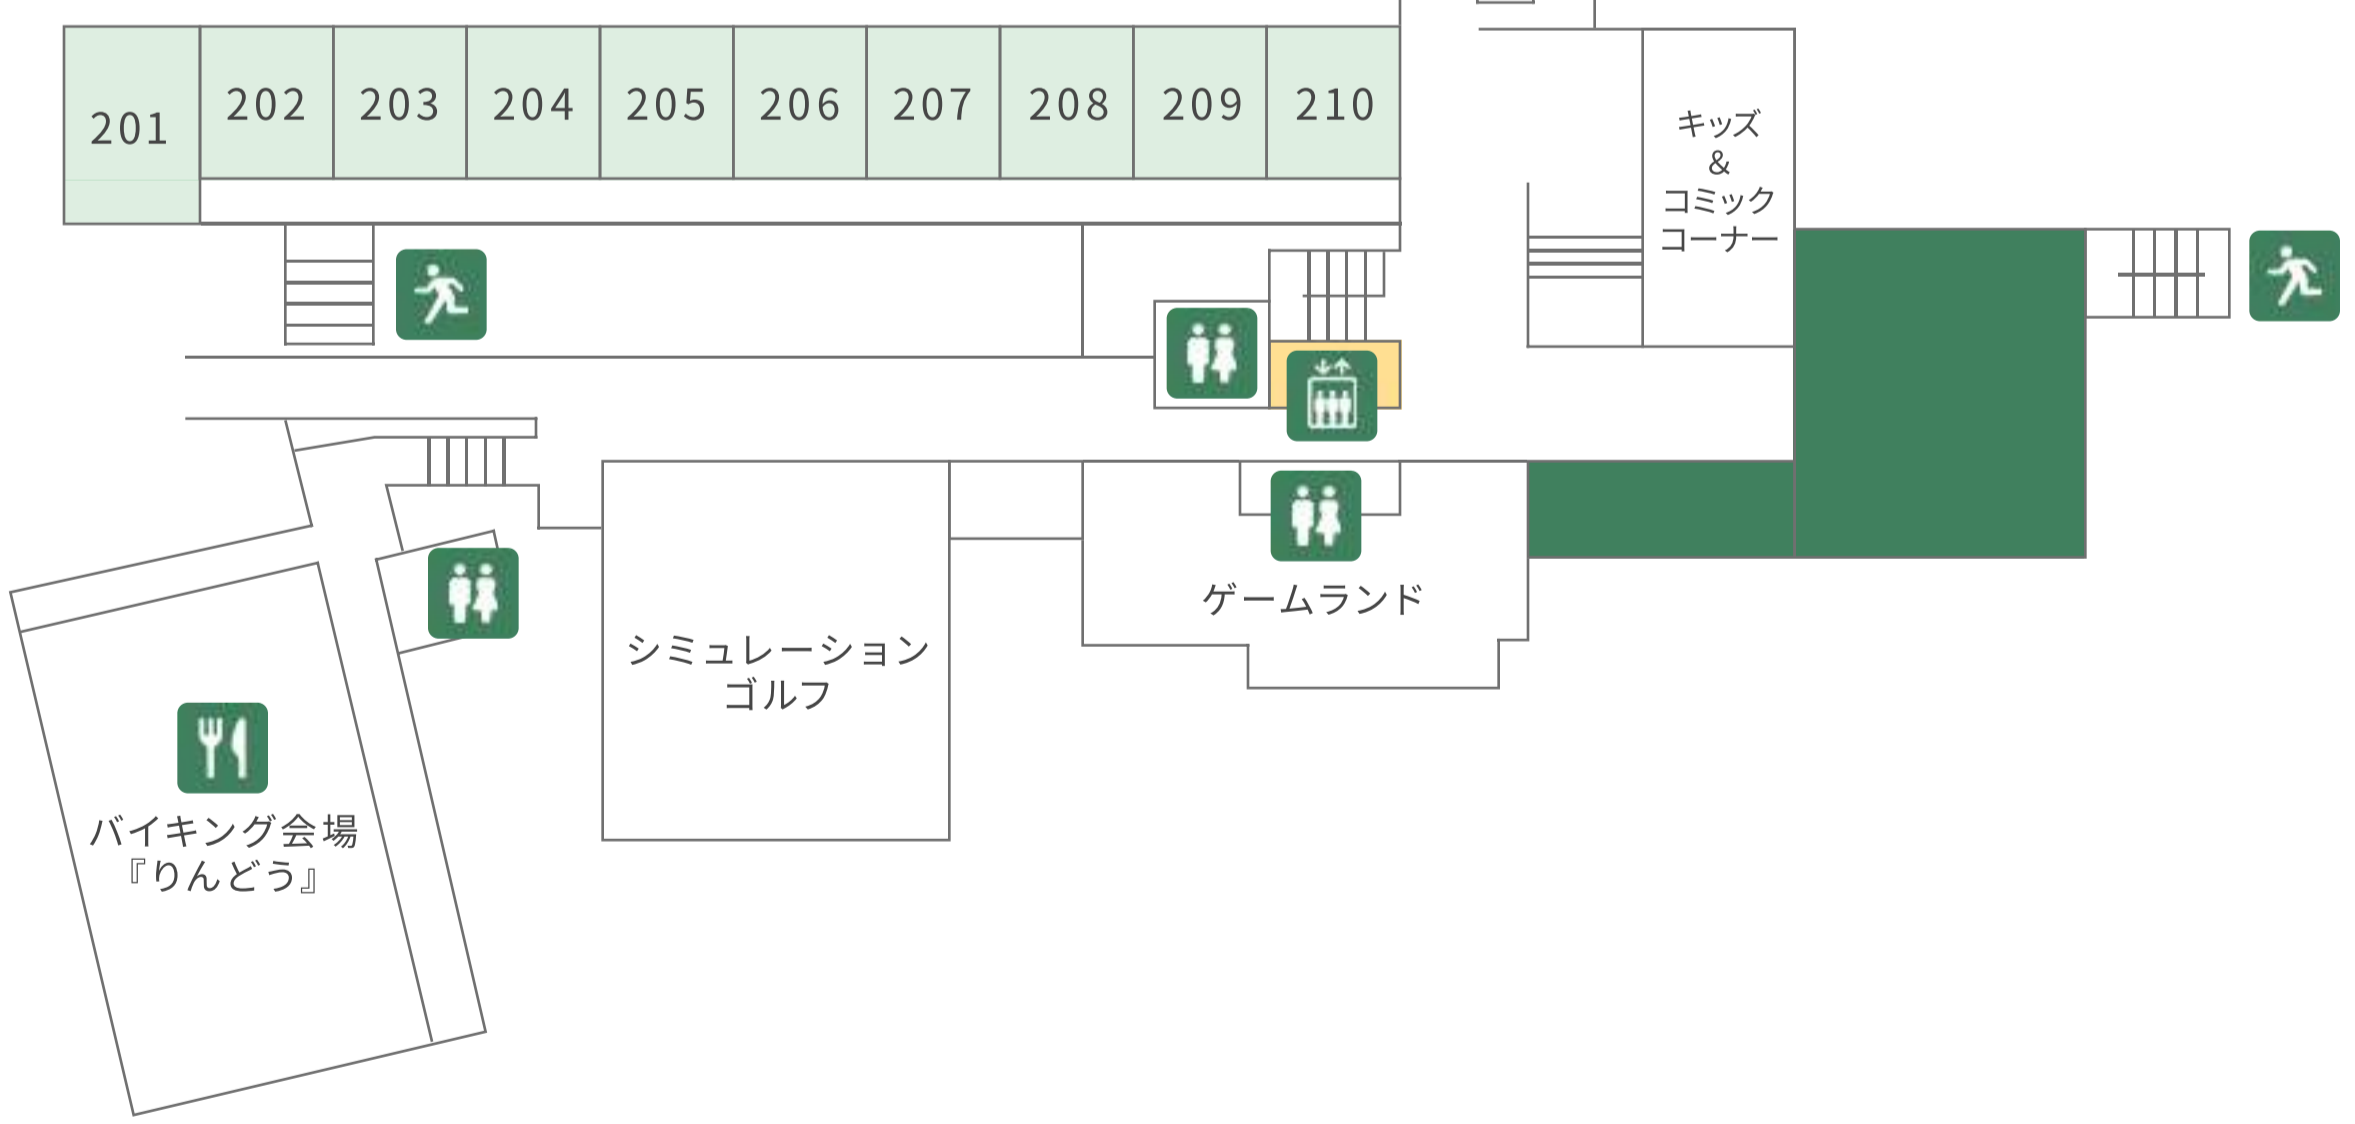 201
202
203
204
205
206
207
208
209
210
キッズ
&
コミック
コーナー
ゲームランド
シミュレーション
ゴルフ
バイキング会場
『りんどう』